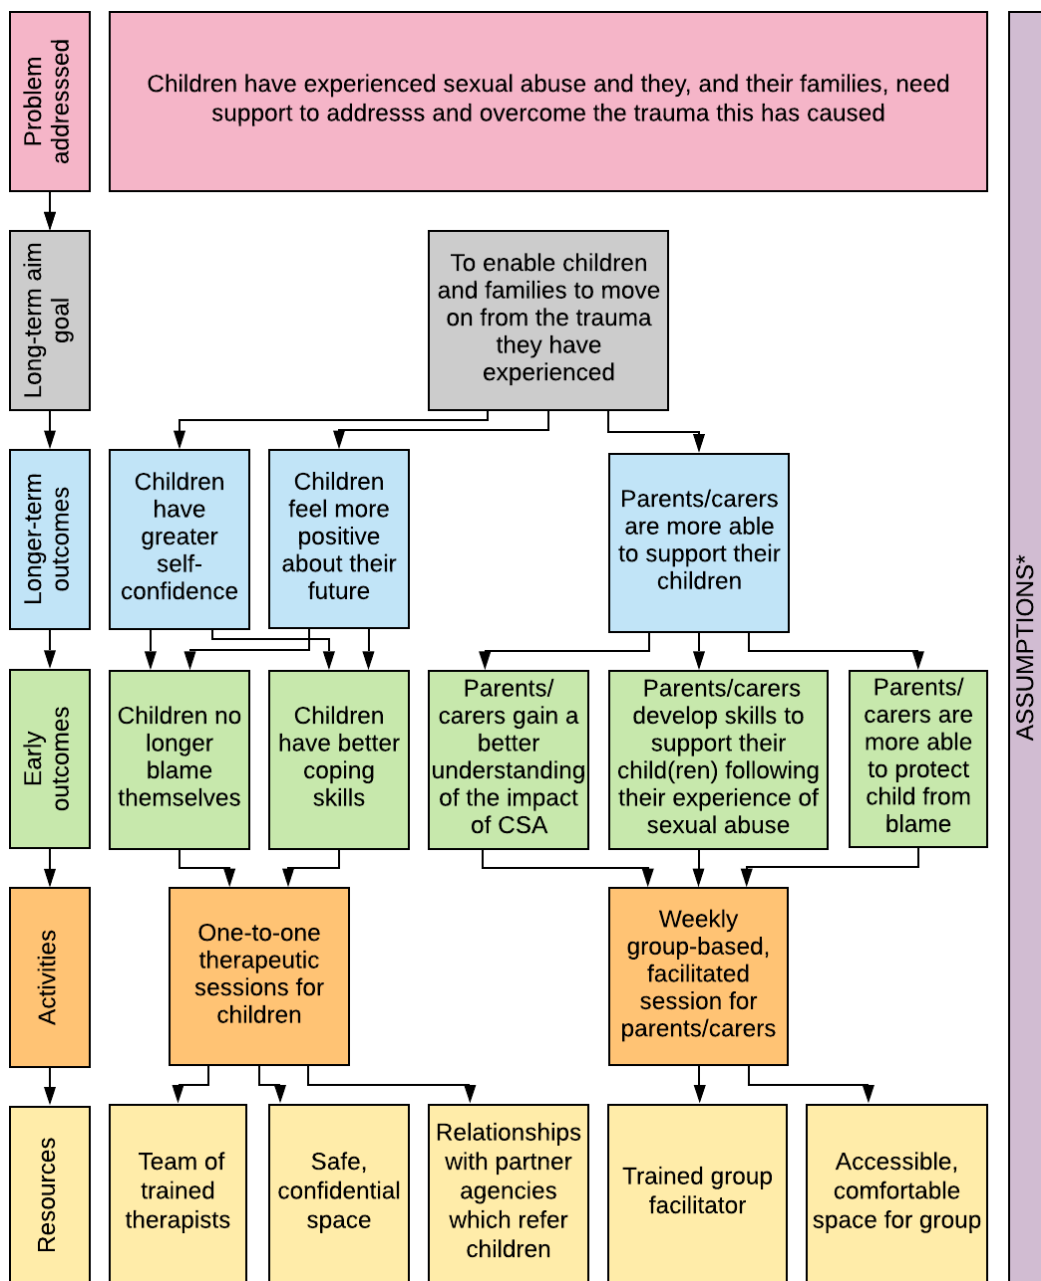 Problem
addresssed
Children have experienced sexual abuse and they, and their families, need
support to addresss and overcome the trauma this has caused
Long-term aim
goal
To enable children
and families to move
on from the trauma
they have
experienced
Longer-term
outcomes
Children
have
greater
self-
confidence
Children
feel more
positive
about their
future
Parents/carers
are more able
to support their
children
Early
outcomes
Children no
longer
blame
themselves
Children
have better
coping
skills
Parents/
carers gain a
better
understanding
of the impact
of CSA
Parents/carers
develop skills to
support their
child(ren) following
their experience of
sexual abuse
Parents/
carers are
more able
to protect
child from
blame
Activities
One-to-one
therapeutic
sessions for
children
Weekly
group-based,
facilitated
session for
parents/carers
Resources
Team of
trained
therapists
Safe,
confidential
space
Relationships
with partner
agencies
which refer
children
Trained group
facilitator
Accessible,
comfortable
space for group
ASSUMPTIONS*